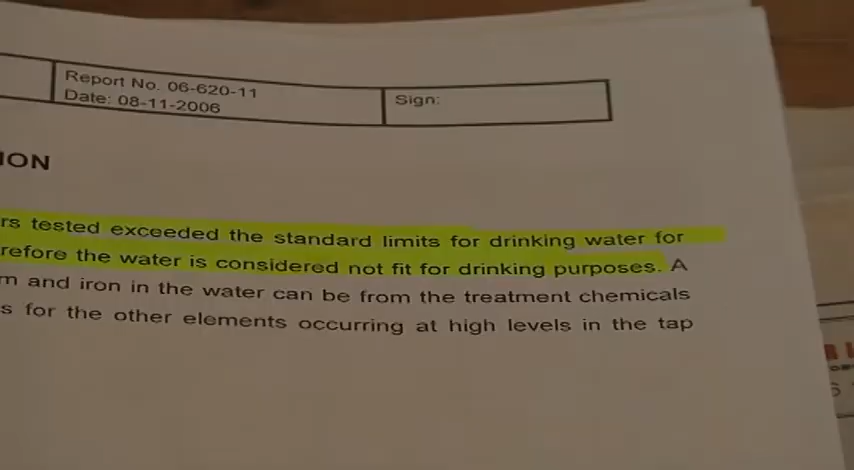 Report No. 06-620-11
Date: 08-11-2006
Sign:
ION
rs tested exceeded the standard limits for drinking water for
refore the water is considered not fit for drinking purposes. A
m and iron in the water can be from the treatment chemicals
s for the other elements occurring at high levels in the tap